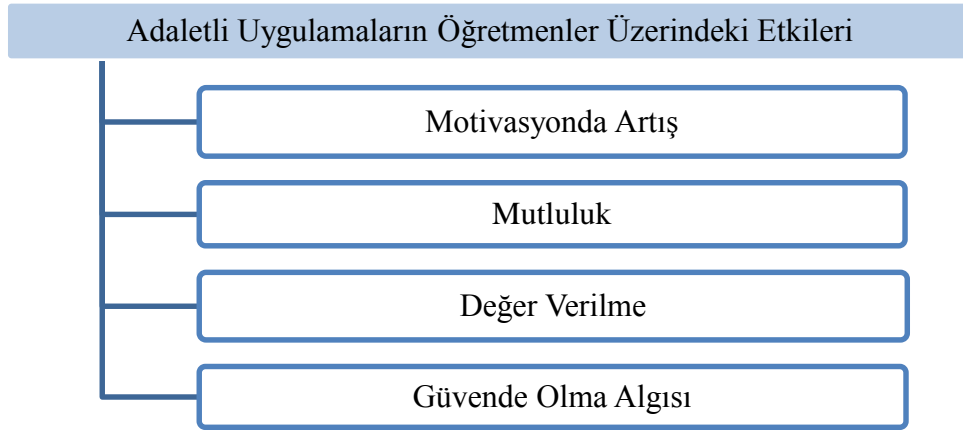 Adaletli Uygulamaların Öğretmenler Üzerindeki Etkileri
Motivasyonda Artış
Mutluluk
Değer Verilme
Güvende Olma Algısı